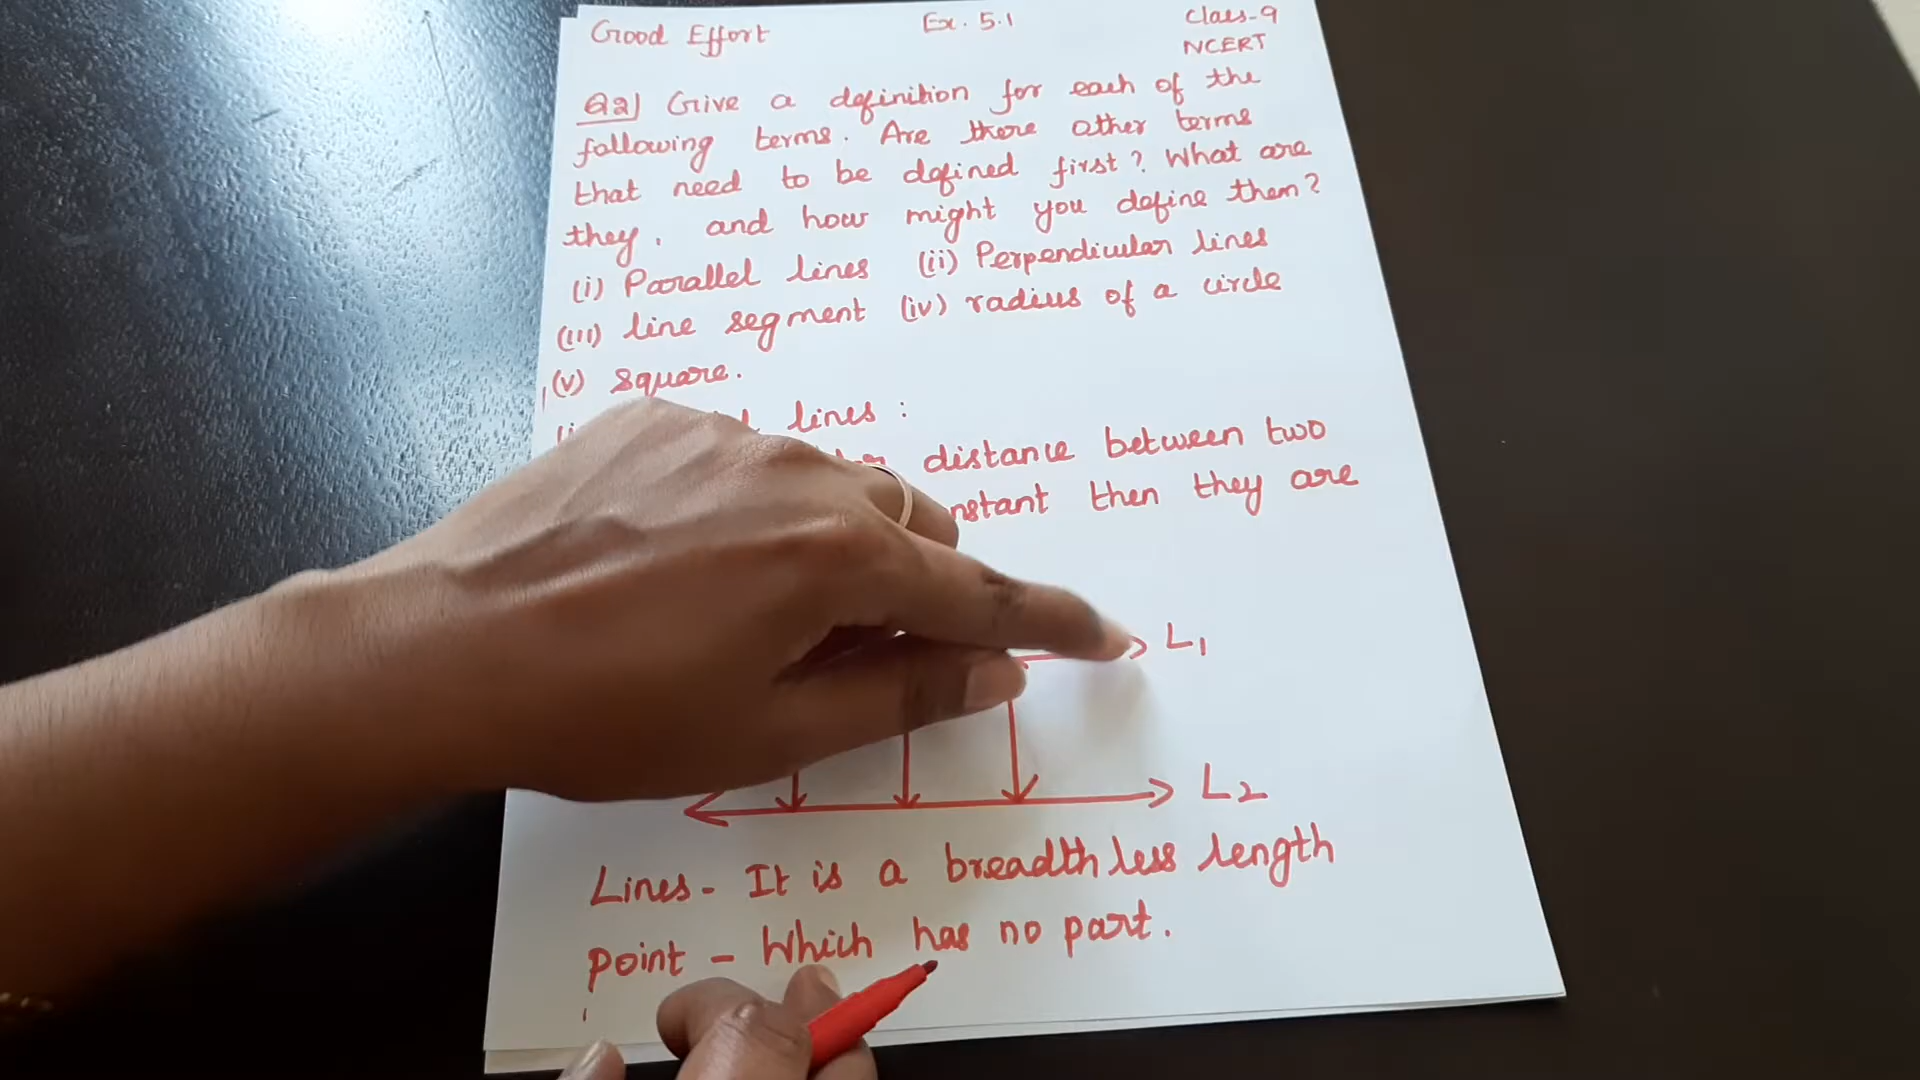 Good Effort Ex. 5.1 Class-9
NCERT
Q2) Give a definition for each of the
following terms. Are there other terms
that need to be defined first? What are
they, and how might you define them?
(i) Parallel lines (ii) Perpendicular lines
(iii) line segment (iv) radius of a circle
(v) square.
lines :
distance between two
then they are
L1
L2
Lines - It is a breadthless length
point - Which has no part.